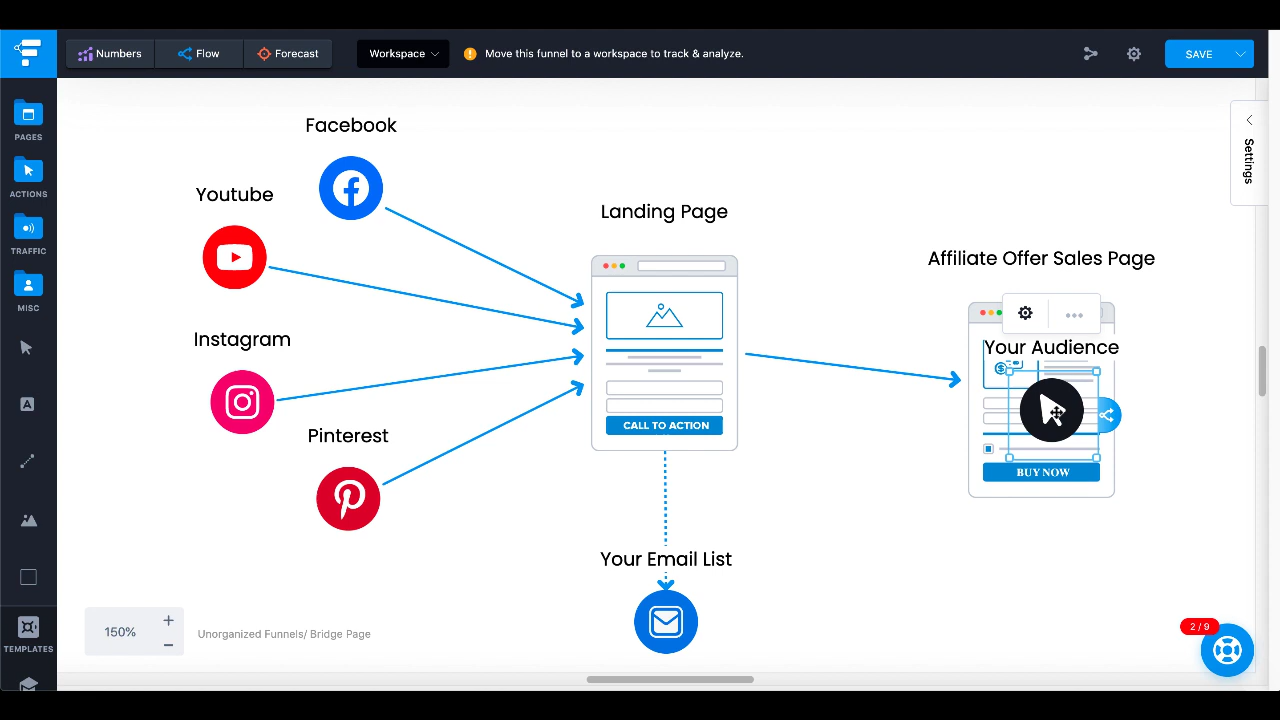 Numbers
Flow
Forecast
Workspace
Move this funnel to a workspace to track & analyze.
SAVE
PAGES
ACTIONS
TRAFFIC
MISC
TEMPLATES
Settings
Facebook
Youtube
Instagram
Pinterest
Landing Page
CALL TO ACTION
Affiliate Offer Sales Page
Your Audience
BUY NOW
Your Email List
150%
Unorganized Funnels/ Bridge Page
2 / 9